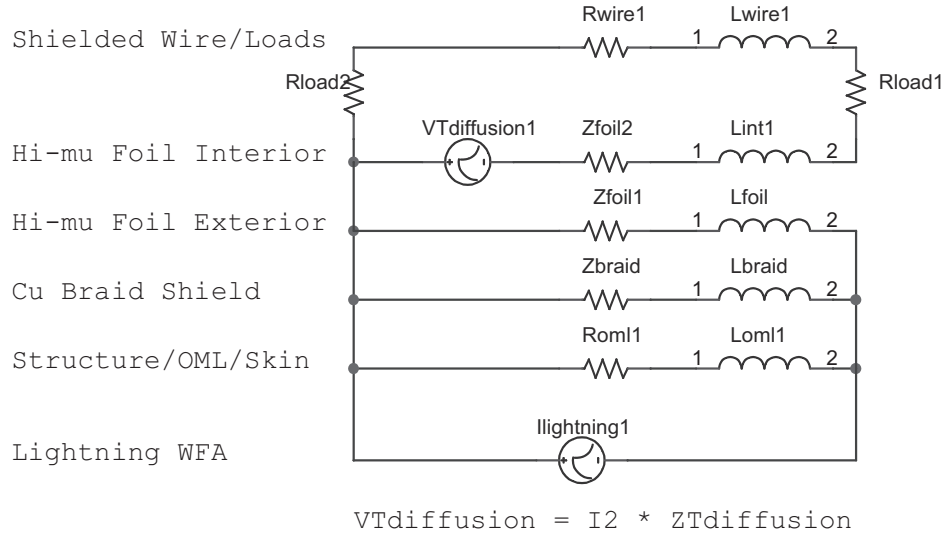 Rwire1 Lwire1
Shielded Wire/Loads 1 2
Rload2 Rload1
VTdiffusion1 Zfoil2 Lint1
Hi-mu Foil Interior + - 1 2
Zfoil1 Lfoil
Hi-mu Foil Exterior 1 2
Zbraid Lbraid
Cu Braid Shield 1 2
Roml1 Loml1
Structure/OML/Skin 1 2
Ilightning1
Lightning WFA + -
VTdiffusion = I2 * ZTdiffusion